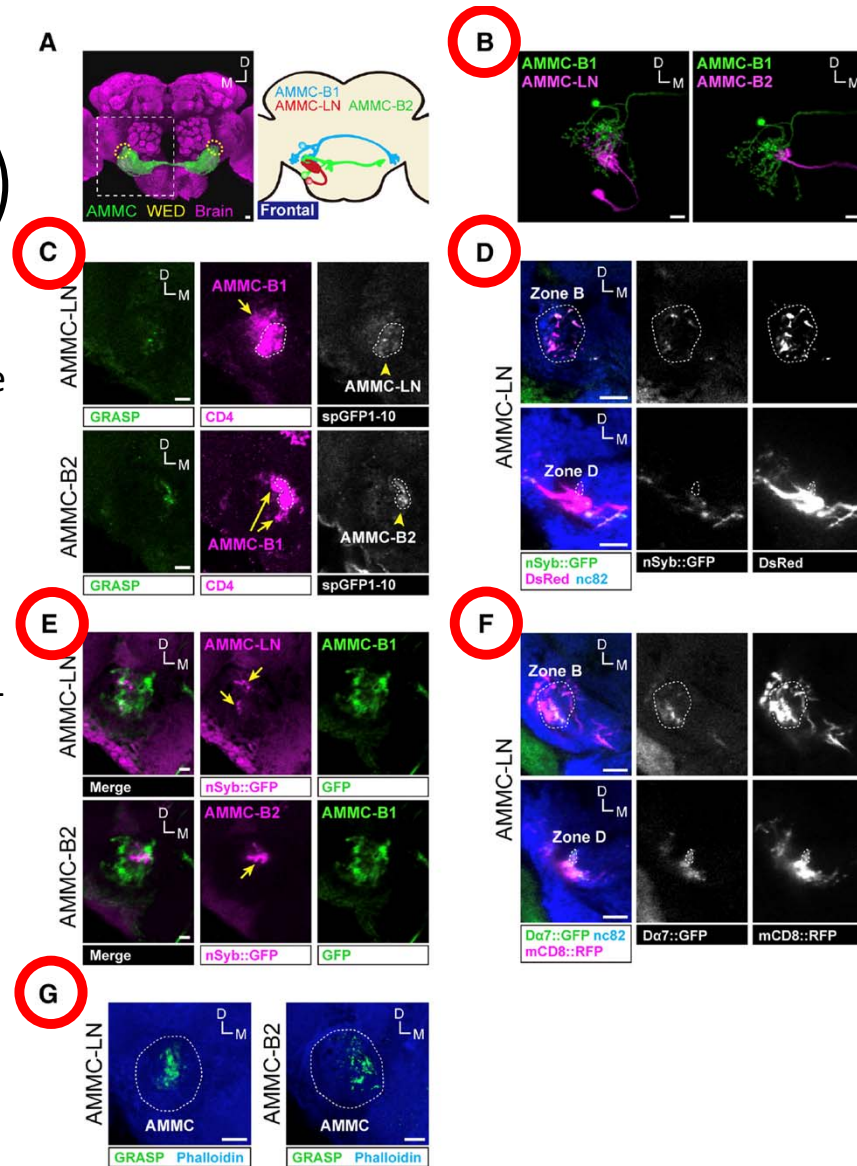 A
D
M
AMMC WED Brain
AMMC-B1
AMMC-LN AMMC-B2
Frontal
B
AMMC-B1
AMMC-LN
D
M
AMMC-B1
AMMC-B2
D
M
C
AMMC-LN
D
M
GRASP
AMMC-B1
CD4
AMMC-LN
spGFP1-10
AMMC-B2
D
M
GRASP
AMMC-B1
CD4
AMMC-B2
spGFP1-10
D
AMMC-LN
Zone B
D
M
Zone D
D
M
nSyb::GFP
DsRed nc82
nSyb::GFP
DsRed
E
AMMC-LN
D
M
Merge
AMMC-LN
nSyb::GFP
AMMC-B1
GFP
AMMC-B2
D
M
Merge
AMMC-B2
nSyb::GFP
AMMC-B1
GFP
F
AMMC-LN
Zone B
D
M
Zone D
D
M
Dα7::GFP nc82
mCD8::RFP
Dα7::GFP
mCD8::RFP
G
AMMC-LN
D
M
AMMC
GRASP Phalloidin
AMMC-B2
D
M
AMMC
GRASP Phalloidin